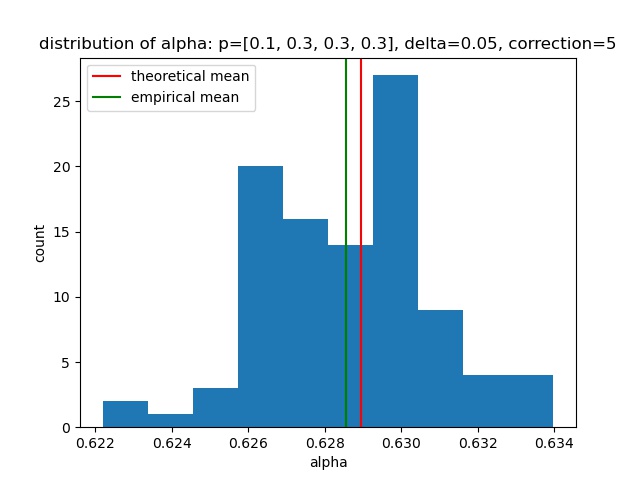 distribution of alpha: p=[0.1, 0.3, 0.3, 0.3], delta=0.05, correction=5
theoretical mean
empirical mean
25
20
15
10
5
0
count
0.622 0.624 0.626 0.628 0.630 0.632 0.634
alpha